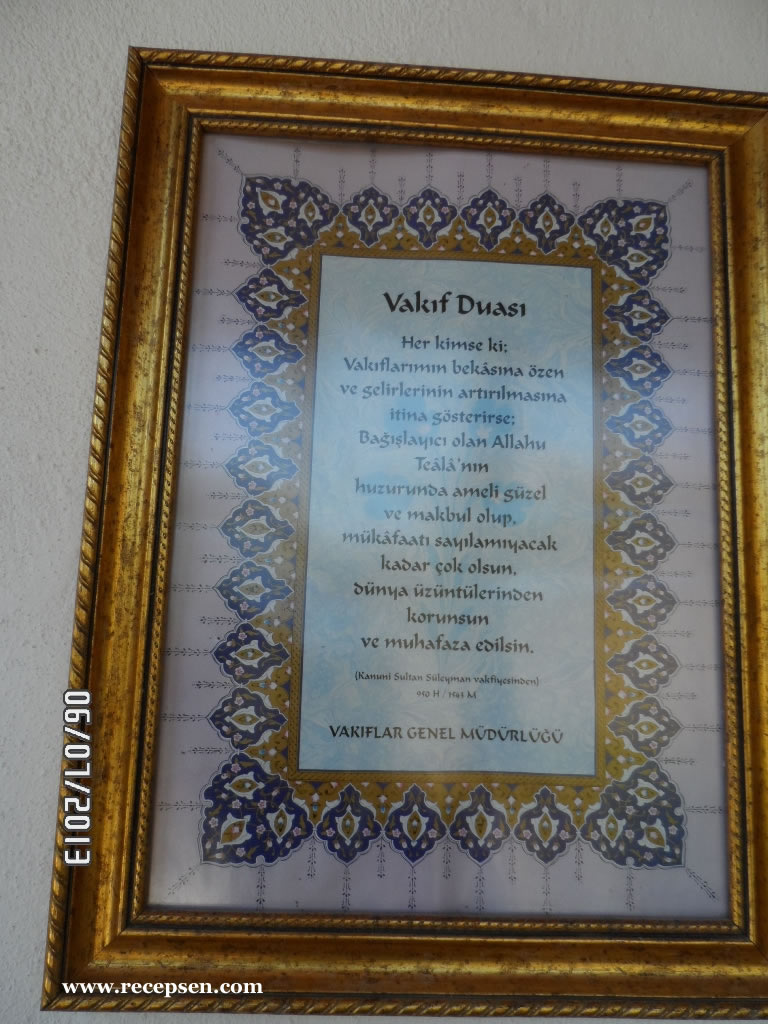 Vakıf Duası
Her kimse ki;
Vakıflarımın bekâsına özen
ve gelirlerinin artırılmasına
itina gösterirse;
Bağışlayıcı olan Allahu
Teâlâ'nın
huzurunda ameli güzel
ve makbul olup,
mükâfaatı sayılamıyacak
kadar çok olsun,
dünya üzüntülerinden
korunsun
ve muhafaza edilsin.
(Kanuni Sultan Süleyman vakfiyesinden)
950 H / 1543 M
VAKIFLAR GENEL MÜDÜRLÜĞÜ
06/07/2013
www.recepsen.com